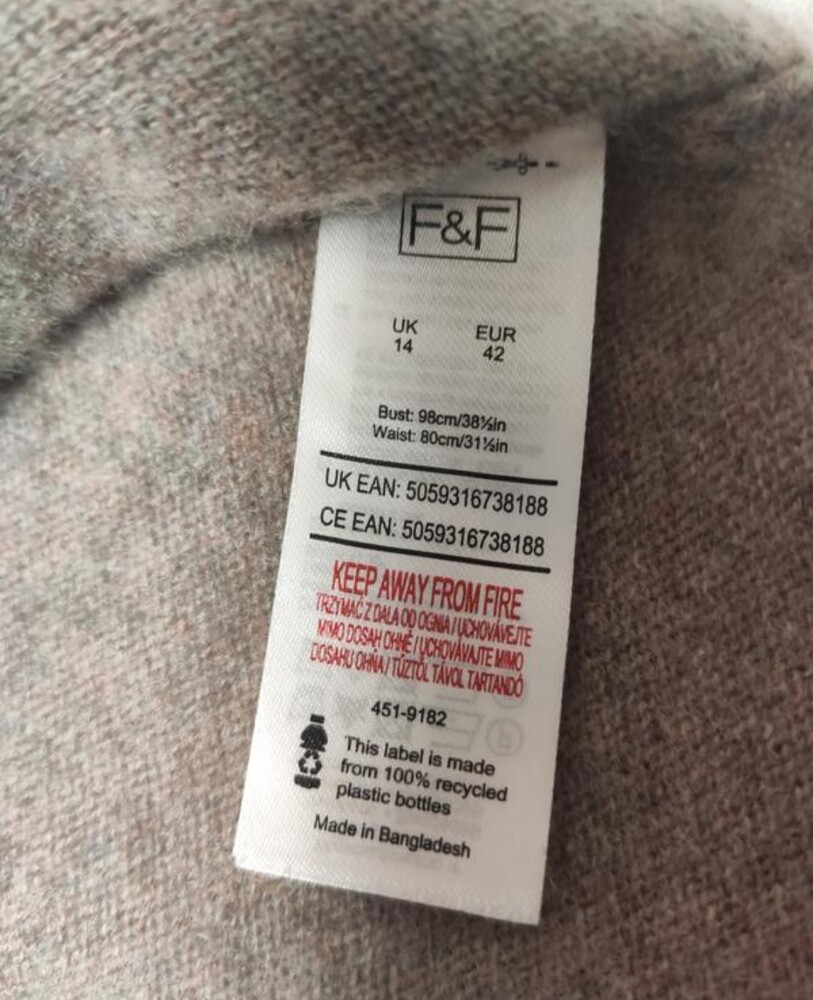 F&F
UK EUR
14 42
Bust: 98cm/38½in
Waist: 80cm/31½in
UK EAN: 5059316738188
CE EAN: 5059316738188
KEEP AWAY FROM FIRE
TRZYMAĆ Z DALA OD OGNIA / UCHOVÁVEJTE
MIMO DOSAH OHNĚ / UCHOVÁVAJTE MIMO
DOSAHU OHŇA / TŰZTŐL TÁVOL TARTANDÓ
451-9182
This label is made
from 100% recycled
plastic bottles
Made in Bangladesh